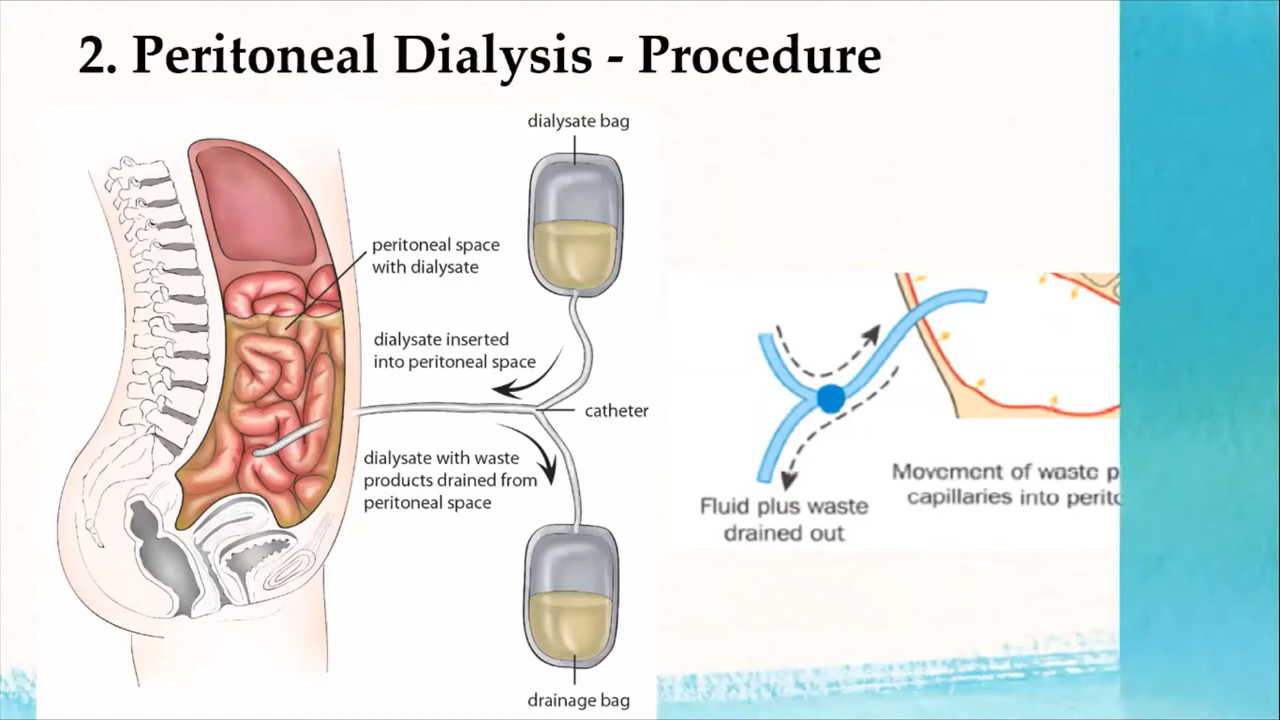 2. Peritoneal Dialysis - Procedure
dialysate bag
peritoneal space
with dialysate
dialysate inserted
into peritoneal space
catheter
dialysate with waste
products drained from
peritoneal space
drainage bag
Fluid plus waste
drained out
Movement of waste p
capillaries into perito